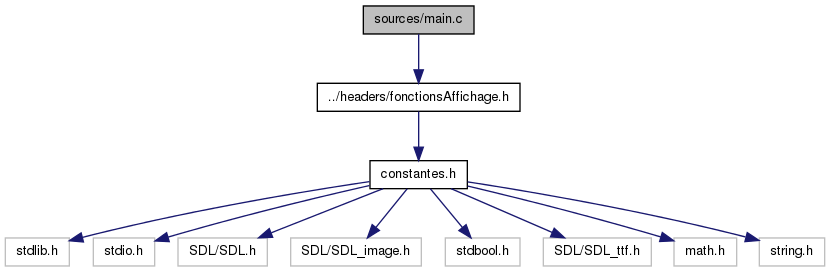 sources/main.c
../headers/fonctionsAffichage.h
constantes.h
stdlib.h
stdio.h
SDL/SDL.h
SDL/SDL_image.h
stdbool.h
SDL/SDL_ttf.h
math.h
string.h